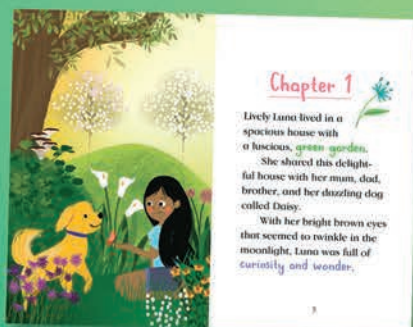 Chapter 1
Lively Luna lived in a
spacious house with
a luscious, green garden.
She shared this delight-
ful house with her mum, dad,
brother, and her dazzling dog
called Daisy.
With her bright brown eyes
that seemed to twinkle in the
moonlight, Luna was full of
curiosity and wonder.
3